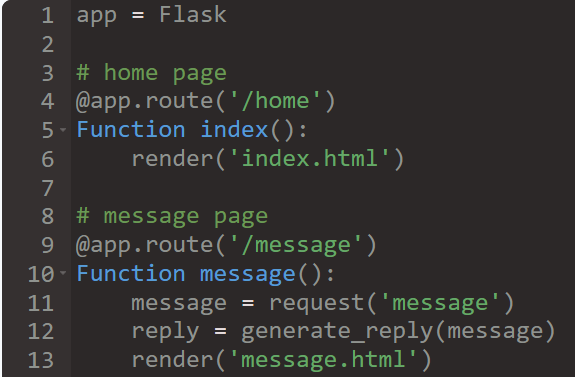 1 app = Flask
2
3 # home page
4 @app.route('/home')
5 Function index():
6     render('index.html')
7
8 # message page
9 @app.route('/message')
10 Function message():
11     message = request('message')
12     reply = generate_reply(message)
13     render('message.html')